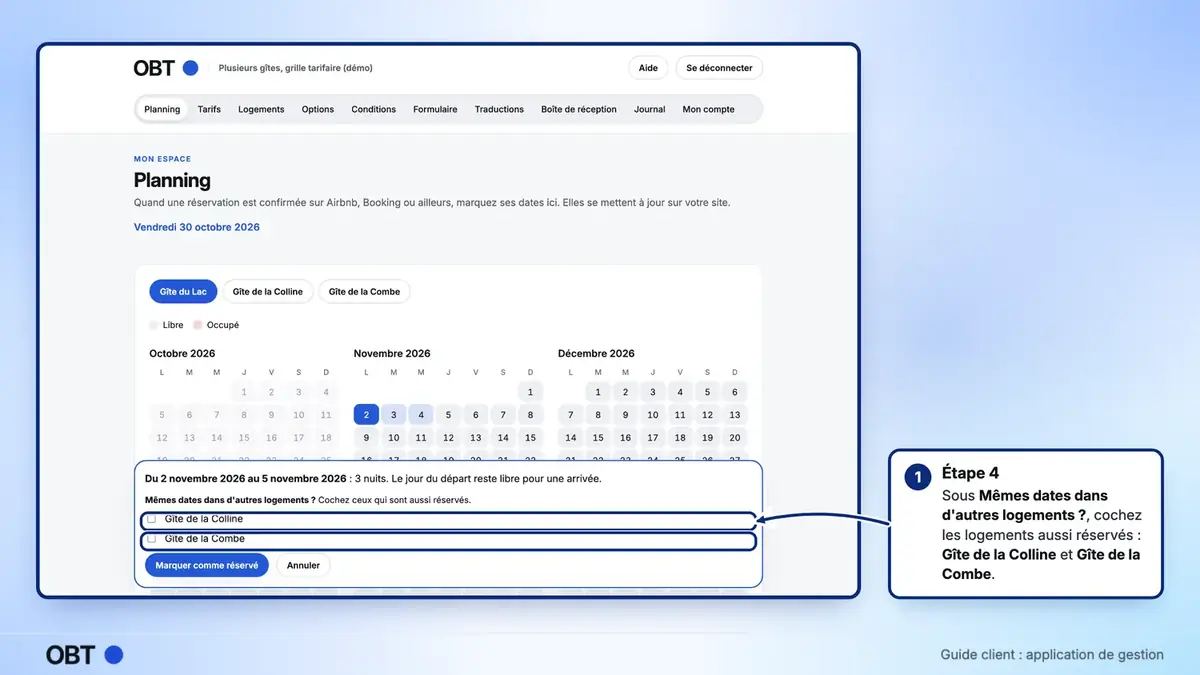 OBT
Plusieurs gîtes, grille tarifaire (démo)
Aide
Se déconnecter
Planning Tarifs Logements Options Conditions Formulaire Traductions Boîte de réception Journal Mon compte
MON ESPACE
Planning
Quand une réservation est confirmée sur Airbnb, Booking ou ailleurs, marquez ses dates ici. Elles se mettent à jour sur votre site.
Vendredi 30 octobre 2026
Gîte du Lac Gîte de la Colline Gîte de la Combe
Libre Occupé
Octobre 2026
L M M J V S D
1 2 3 4
5 6 7 8 9 10 11
12 13 14 15 16 17 18
Novembre 2026
L M M J V S D
1
2 3 4 5 6 7 8
9 10 11 12 13 14 15
Décembre 2026
L M M J V S D
1 2 3 4 5 6
7 8 9 10 11 12 13
14 15 16 17 18 19 20
Du 2 novembre 2026 au 5 novembre 2026 : 3 nuits. Le jour du départ reste libre pour une arrivée.
Mêmes dates dans d'autres logements ? Cochez ceux qui sont aussi réservés.
Gîte de la Colline
Gîte de la Combe
Marquer comme réservé Annuler
1
Étape 4
Sous Mêmes dates dans
d'autres logements ?, cochez
les logements aussi réservés :
Gîte de la Colline et Gîte de la
Combe.
OBT
Guide client : application de gestion